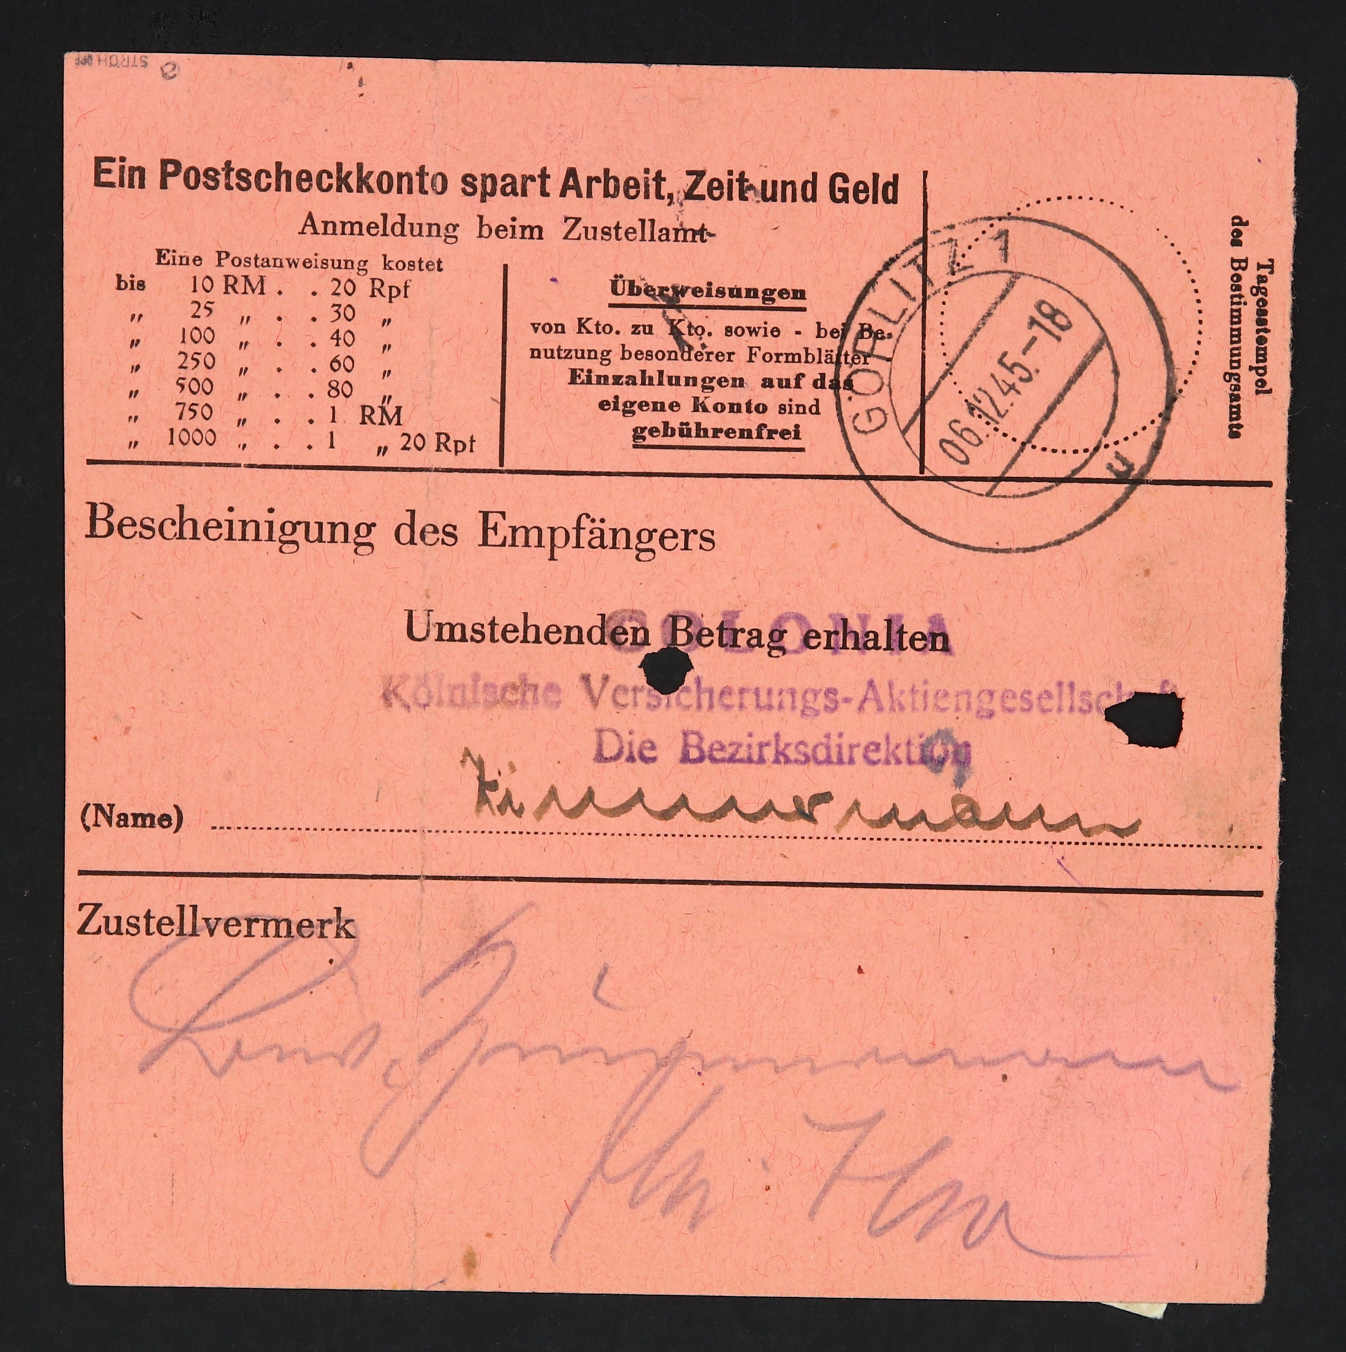 STROH
Ein Postscheckkonto spart Arbeit, Zeit und Geld
Anmeldung beim Zustellamt
Eine Postanweisung kostet
bis 10 RM . . 20 Rpf
„ 25 „ . . 30 „
„ 100 „ . . 40 „
„ 250 „ . . 60 „
„ 500 „ . . 80 „
„ 750 „ . . 1 RM
„ 1000 „ . . 1 „ 20 Rpf
Überweisungen
von Kto. zu Kto. sowie - bei Be-
nutzung besonderer Formblätter
Einzahlungen auf das
eigene Konto sind
gebührenfrei
GÖRLITZ 1
06.12.45.-18
u
Tagesstempel
des Bestimmungsamts
Bescheinigung des Empfängers
Umstehenden Betrag erhalten
COLONIA
Kölnische Versicherungs-Aktiengesellschaft
Die Bezirksdirektion
(Name)
Zustellvermerk